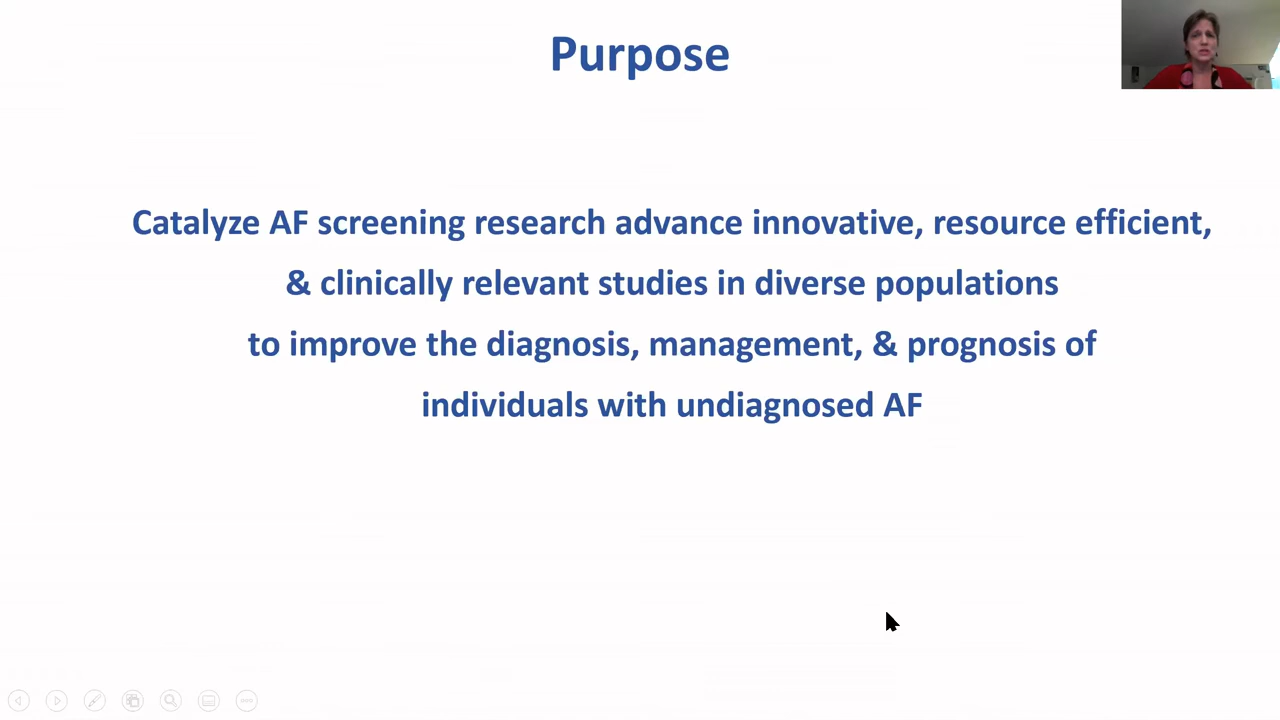 Purpose
Catalyze AF screening research advance innovative, resource efficient,
& clinically relevant studies in diverse populations
to improve the diagnosis, management, & prognosis of
individuals with undiagnosed AF